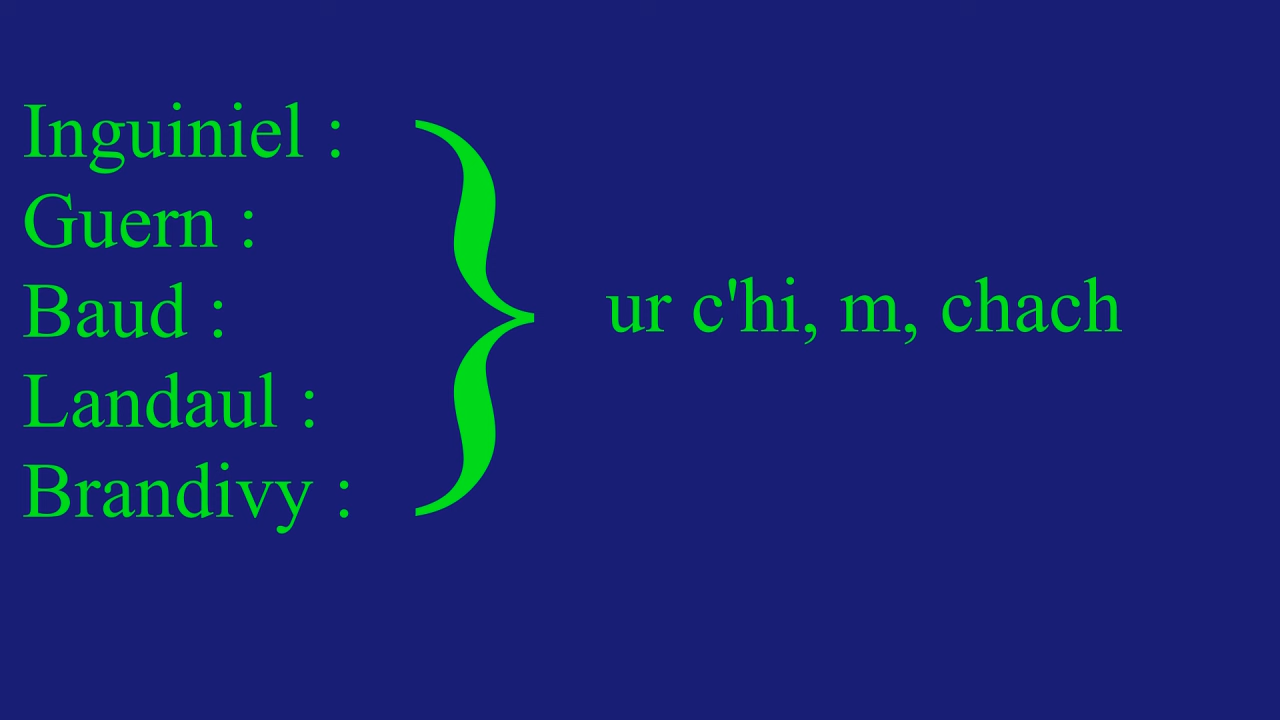 Inguiniel :
Guern :
Baud :
Landaul :
Brandivy :
ur c'hi, m, chach